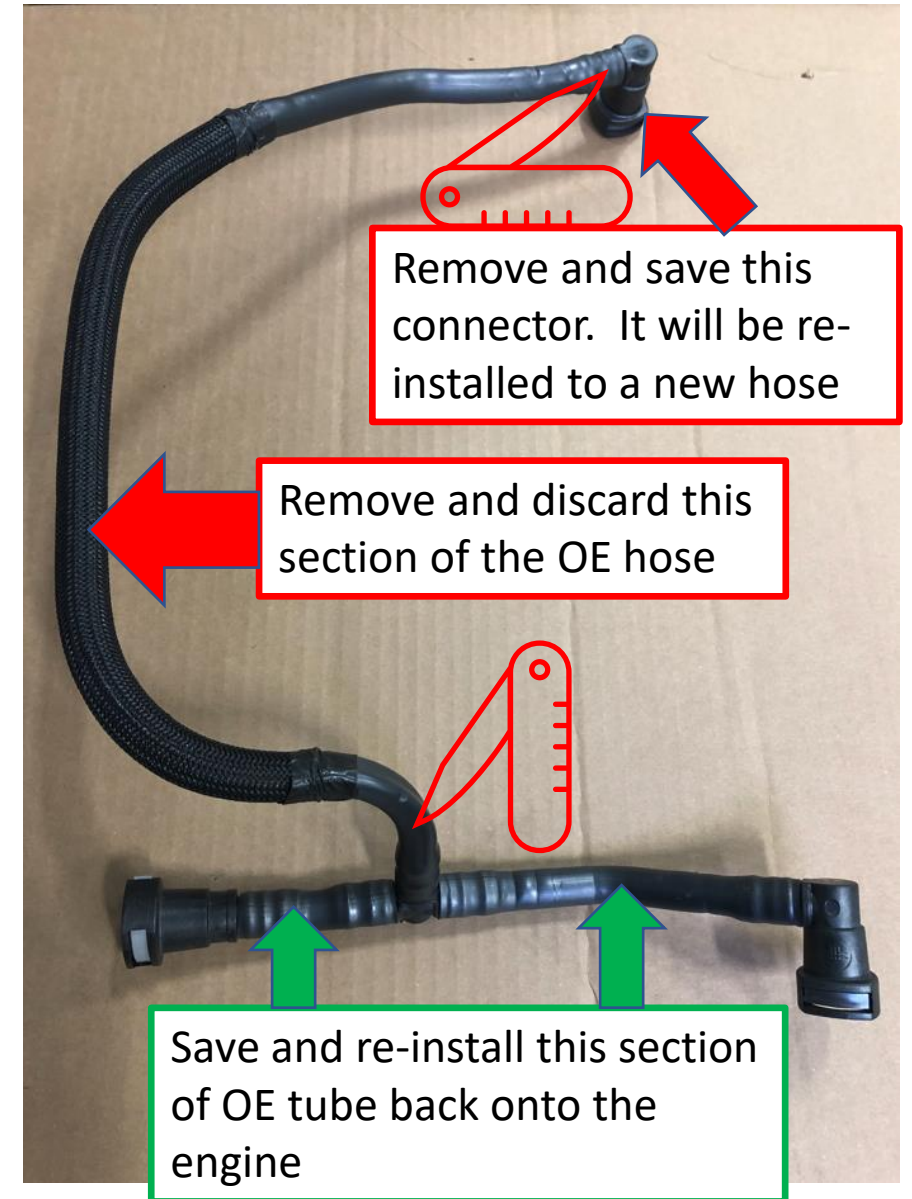 Remove and save this
connector.  It will be re-
installed to a new hose
Remove and discard this
section of the OE hose
Save and re-install this section
of OE tube back onto the
engine